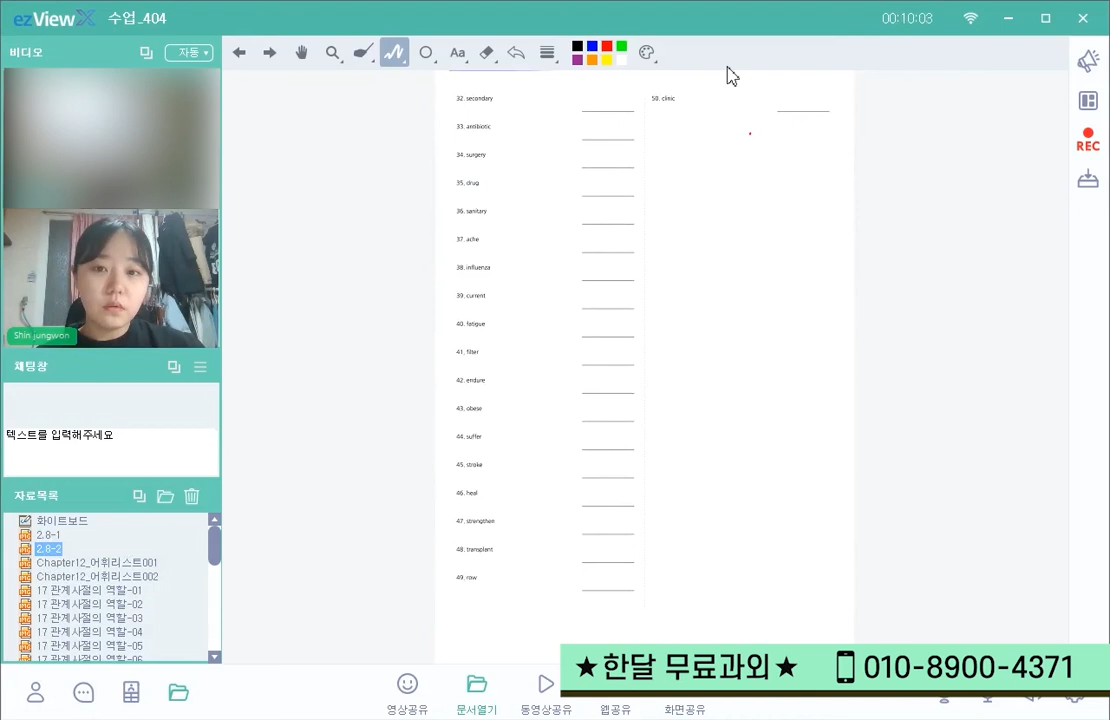 ezViewX 수업_404
00:10:03
비디오
자동
Aa
REC
Shin jungwon
채팅창
텍스트를 입력해주세요
자료목록
화이트보드
2.8-1
2.8-2
Chapter12_어휘리스트001
Chapter12_어휘리스트002
17 관계사절의 역할-01
17 관계사절의 역할-02
17 관계사절의 역할-03
17 관계사절의 역할-04
17 관계사절의 역할-05
17 관계사절의 역할-06
32. secondary
33. antibiotic
34. surgery
35. drug
36. sanitary
37. ache
38. influenza
39. current
40. fatigue
41. filter
42. endure
43. obese
44. suffer
45. stroke
46. heal
47. strengthen
48. transplant
49. row
50. clinic
영상공유
문서열기
동영상공유
웹공유
화면공유
★한달 무료과외★ 010-8900-4371